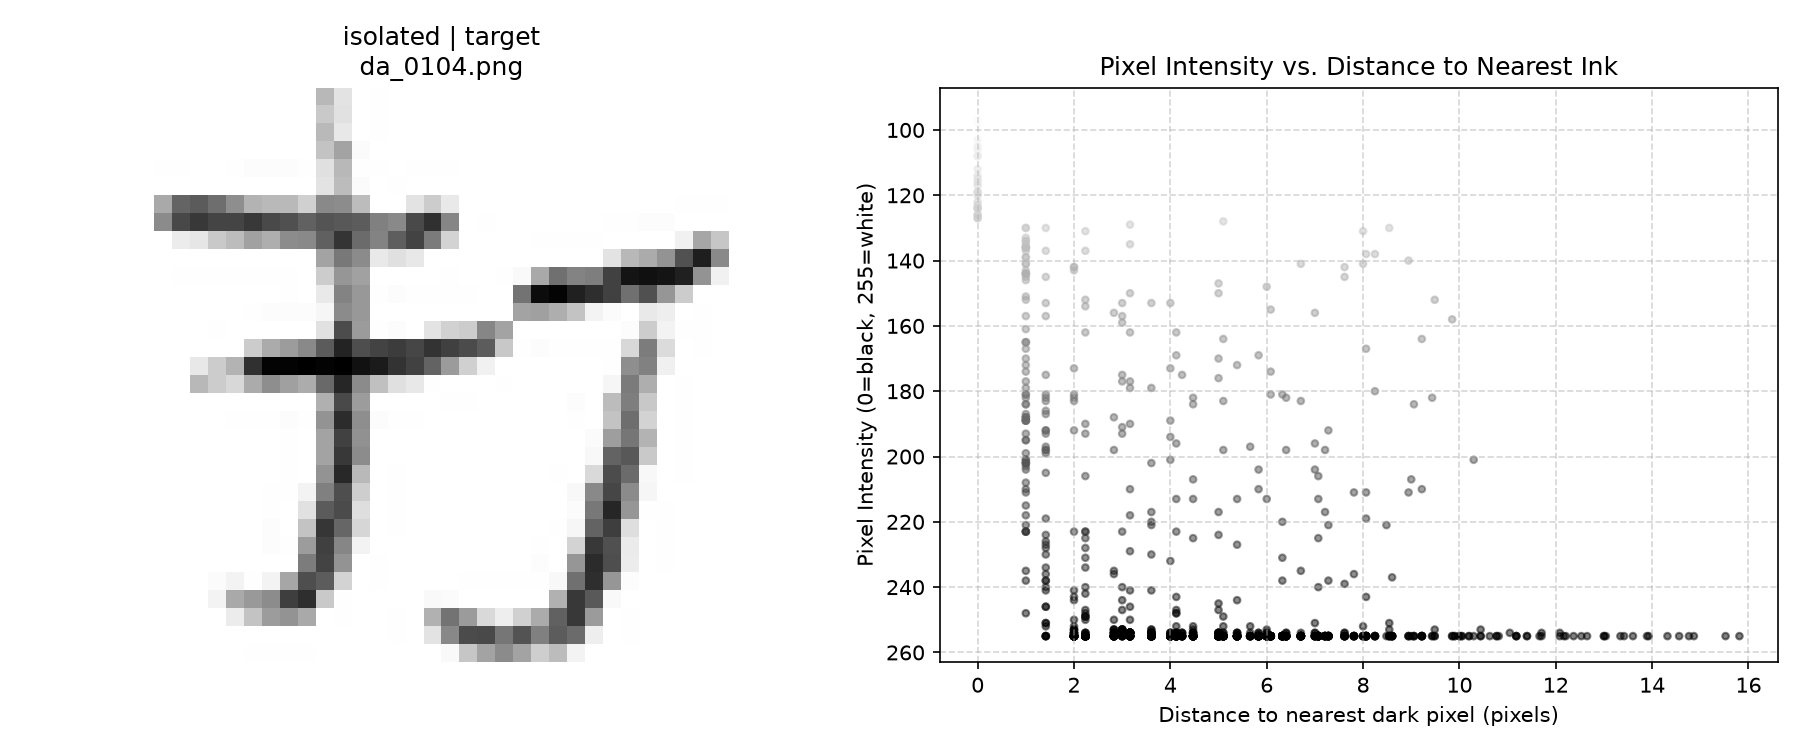 isolated | target
da_0104.png
打
Pixel Intensity vs. Distance to Nearest Ink
Pixel Intensity (0=black, 255=white)
100
120
140
160
180
200
220
240
260
0 2 4 6 8 10 12 14 16
Distance to nearest dark pixel (pixels)